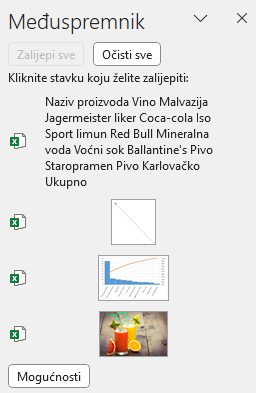 Međuspremnik
Zalijepi sve
Očisti sve
Kliknite stavku koju želite zalijepiti:
Naziv proizvoda Vino Malvazija
Jagermeister liker Coca-cola Iso
Sport limun Red Bull Mineralna
voda Voćni sok Ballantine's Pivo
Staropramen Pivo Karlovačko
Ukupno
Mogućnosti